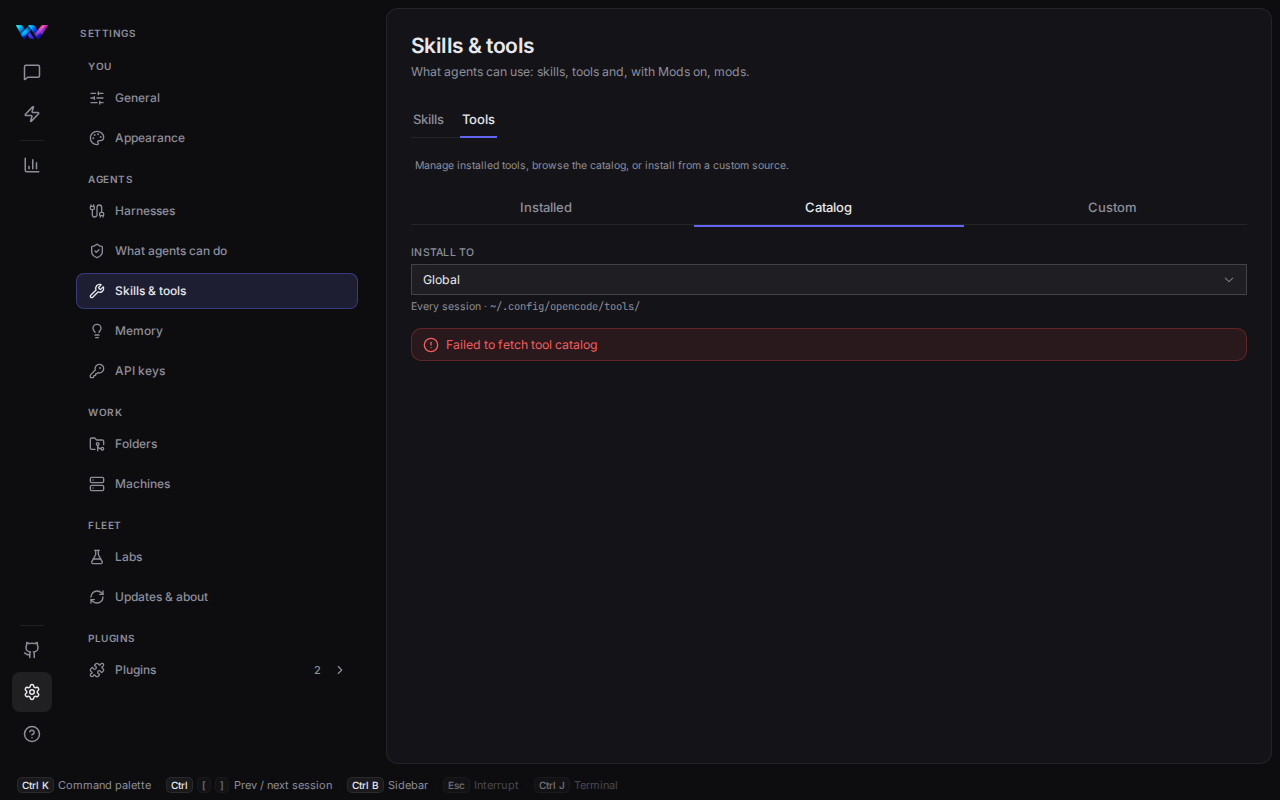 SETTINGS
YOU
General
Appearance
AGENTS
Harnesses
What agents can do
Skills & tools
Memory
API keys
WORK
Folders
Machines
FLEET
Labs
Updates & about
PLUGINS
Plugins 2
Skills & tools
What agents can use: skills, tools and, with Mods on, mods.
Skills Tools
Manage installed tools, browse the catalog, or install from a custom source.
Installed Catalog Custom
INSTALL TO
Global
Every session · ~/.config/opencode/tools/
Failed to fetch tool catalog
Ctrl K Command palette Ctrl [ ] Prev / next session Ctrl B Sidebar Esc Interrupt Ctrl J Terminal